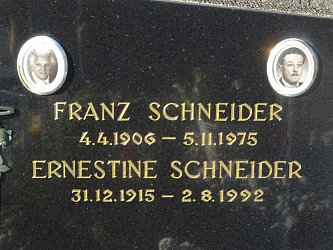 FRANZ SCHNEIDER
4.4.1906 – 5.11.1975
ERNESTINE SCHNEIDER
31.12.1915 – 2.8.1992